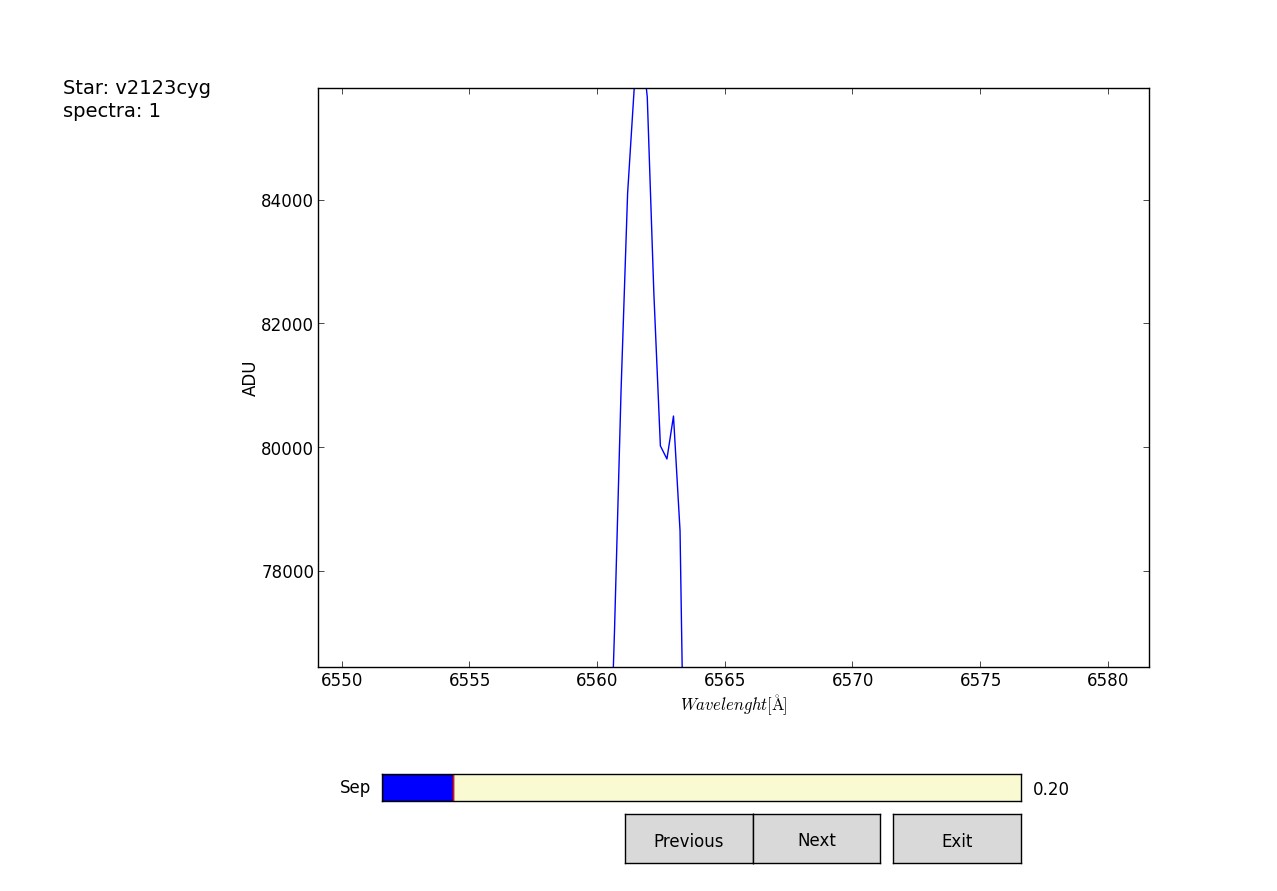 Star: v2123cyg
spectra: 1
84000
82000
80000
78000
ADU
6550 6555 6560 6565 6570 6575 6580
Wavelenght[Å]
Sep 0.20
Previous Next Exit